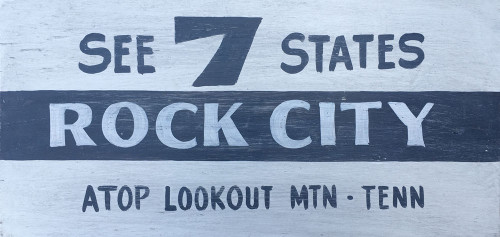 SEE 7 STATES
ROCK CITY
ATOP LOOKOUT MTN · TENN